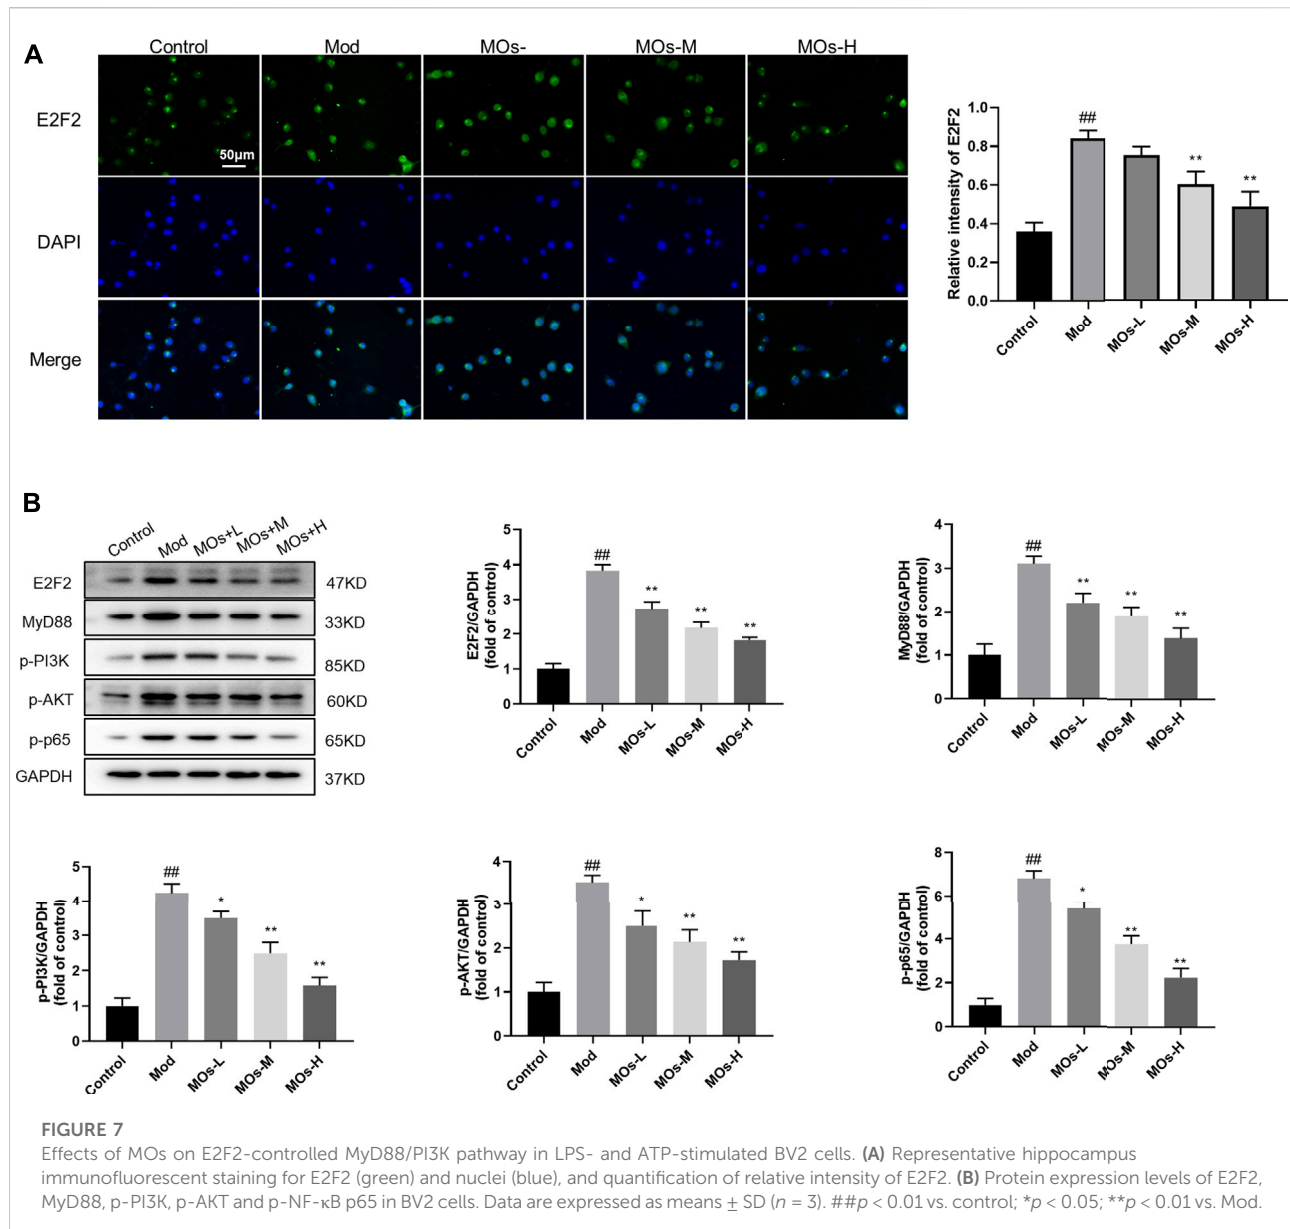 A
Control Mod MOs- MOs-M MOs-H
E2F2
50μm
DAPI
Merge
Relative intensity of E2F2
1.0
0.8
0.6
0.4
0.2
0.0
##
**
**
Control Mod MOs-L MOs-M MOs-H
B
Control Mod MOs+L MOs+M MOs+H
E2F2 47KD
MyD88 33KD
p-PI3K 85KD
p-AKT 60KD
p-p65 65KD
GAPDH 37KD
E2F2/GAPDH
(fold of control)
5
4
3
2
1
0
##
**
**
**
Control Mod MOs-L MOs-M MOs-H
MyD88/GAPDH
(fold of control)
4
3
2
1
0
##
**
**
**
Control Mod MOs-L MOs-M MOs-H
p-PI3K/GAPDH
(fold of control)
5
4
3
2
1
0
##
*
**
**
Control Mod MOs-L MOs-M MOs-H
p-AKT/GAPDH
(fold of control)
4
3
2
1
0
##
*
**
**
Control Mod MOs-L MOs-M MOs-H
p-p65/GAPDH
(fold of control)
8
6
4
2
0
##
*
**
**
Control Mod MOs-L MOs-M MOs-H
FIGURE 7
Effects of MOs on E2F2-controlled MyD88/PI3K pathway in LPS- and ATP-stimulated BV2 cells. (A) Representative hippocampus
immunofluorescent staining for E2F2 (green) and nuclei (blue), and quantification of relative intensity of E2F2. (B) Protein expression levels of E2F2,
MyD88, p-PI3K, p-AKT and p-NF-κB p65 in BV2 cells. Data are expressed as means ± SD (n = 3). ##p < 0.01 vs. control; *p < 0.05; **p < 0.01 vs. Mod.